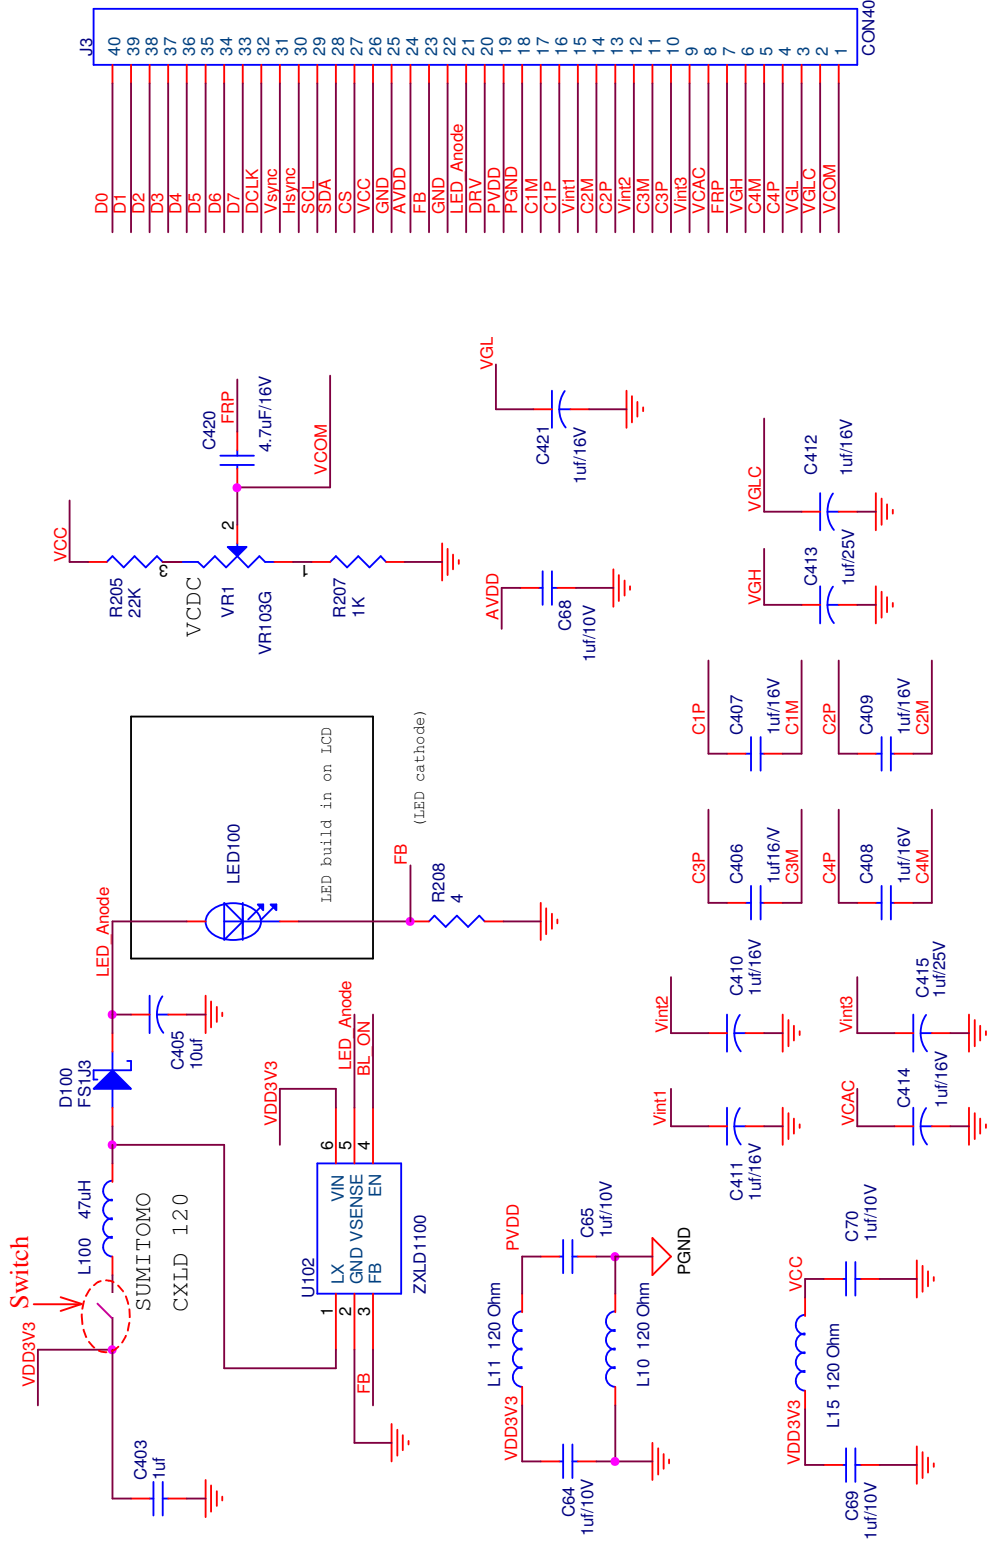 Switch
VDD3V3
C403
1uf
L100 47uH
SUMITOMO
CXLD 120
D100
FS1J3
C405
10uf
LED_Anode
LED100
LED build in on LCD
(LED cathode)
FB
R208
4
VDD3V3
U102
1 LX VIN 6
2 GND VSENSE 5
3 FB EN 4
FB
LED_Anode
BL_ON
ZXLD1100
VCC
R205
22K
3
VCDC
VR1
VR103G
2
1
R207
1K
C420
FRP
4.7uF/16V
VCOM
J3
D0 40
D1 39
D2 38
D3 37
D4 36
D5 35
D6 34
D7 33
DCLK 32
Vsync 31
Hsync 30
SCL 29
SDA 28
CS 27
VCC 26
GND 25
AVDD 24
FB 23
GND 22
LED_Anode 21
DRV 20
PVDD 19
PGND 18
C1M 17
C1P 16
Vint1 15
C2M 14
C2P 13
Vint2 12
C3M 11
C3P 10
Vint3 9
VCAC 8
FRP 7
VGH 6
C4M 5
C4P 4
VGL 3
VGLC 2
VCOM 1
CON40
VDD3V3
L11 120 Ohm
PVDD
C64
1uf/10V
C65
1uf/10V
L10 120 Ohm
PGND
AVDD
C68
1uf/10V
VGL
C421
1uf/16V
Vint1
C411
1uf/16V
Vint2
C410
1uf/16V
C3P
C406
1uf16/V
C3M
C1P
C407
1uf/16V
C1M
VGH
C413
1uf/25V
VGLC
C412
1uf/16V
VDD3V3
L15 120 Ohm
VCC
C69
1uf/10V
C70
1uf/10V
VCAC
C414
1uf/16V
Vint3
C415
1uf/25V
C4P
C408
1uf/16V
C4M
C2P
C409
1uf/16V
C2M